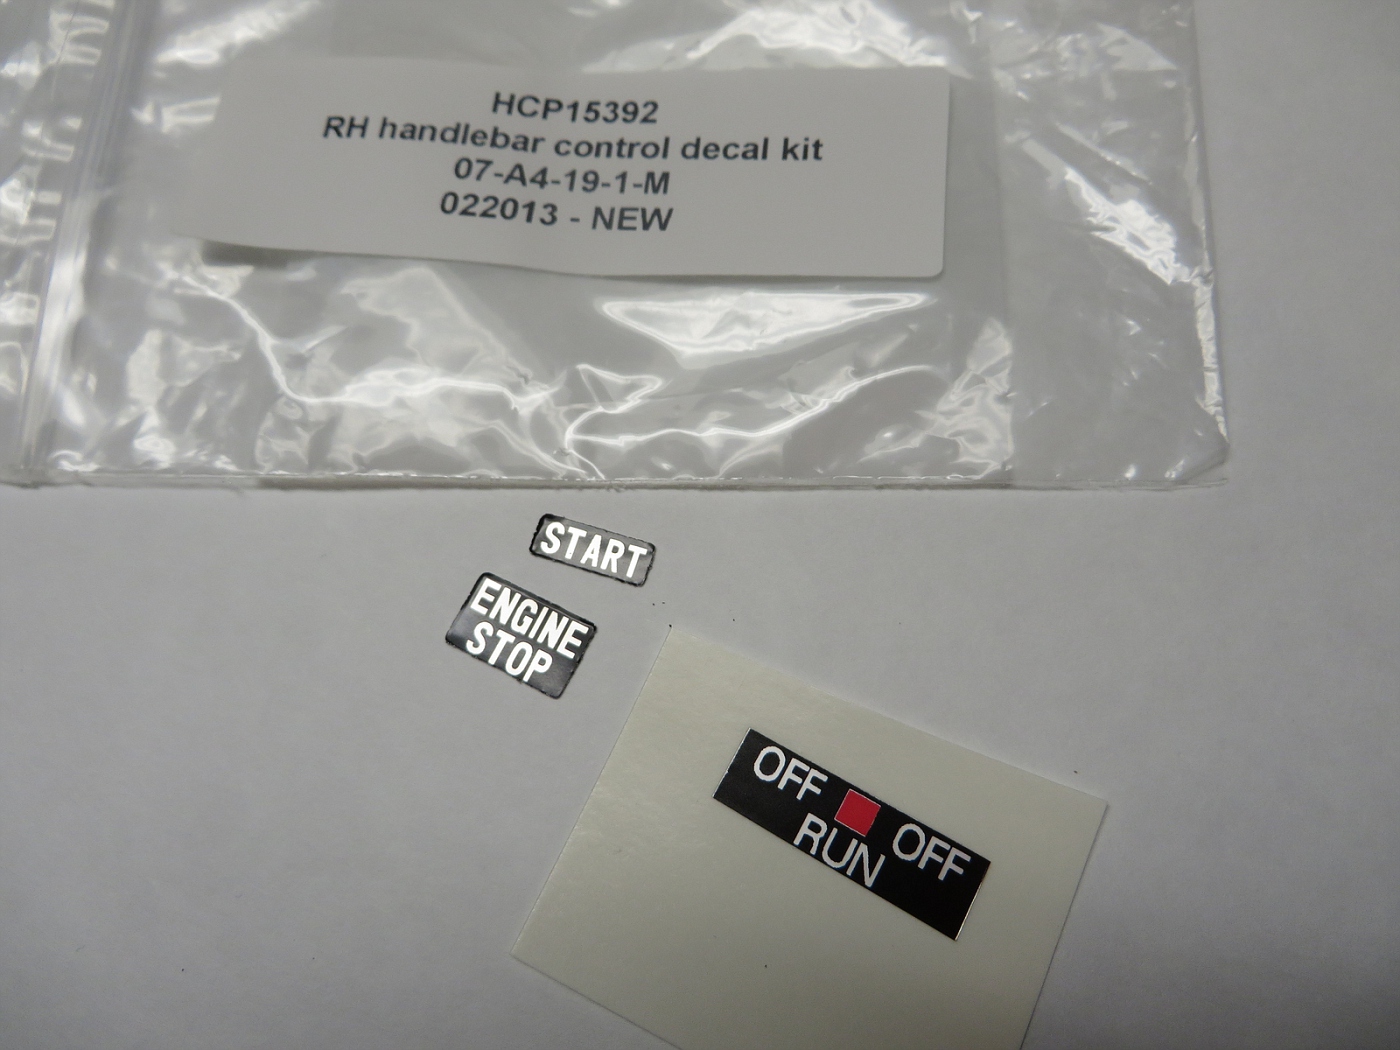 HCP15392
RH handlebar control decal kit
07-A4-19-1-M
022013 - NEW
START
ENGINE
STOP
OFF OFF
RUN